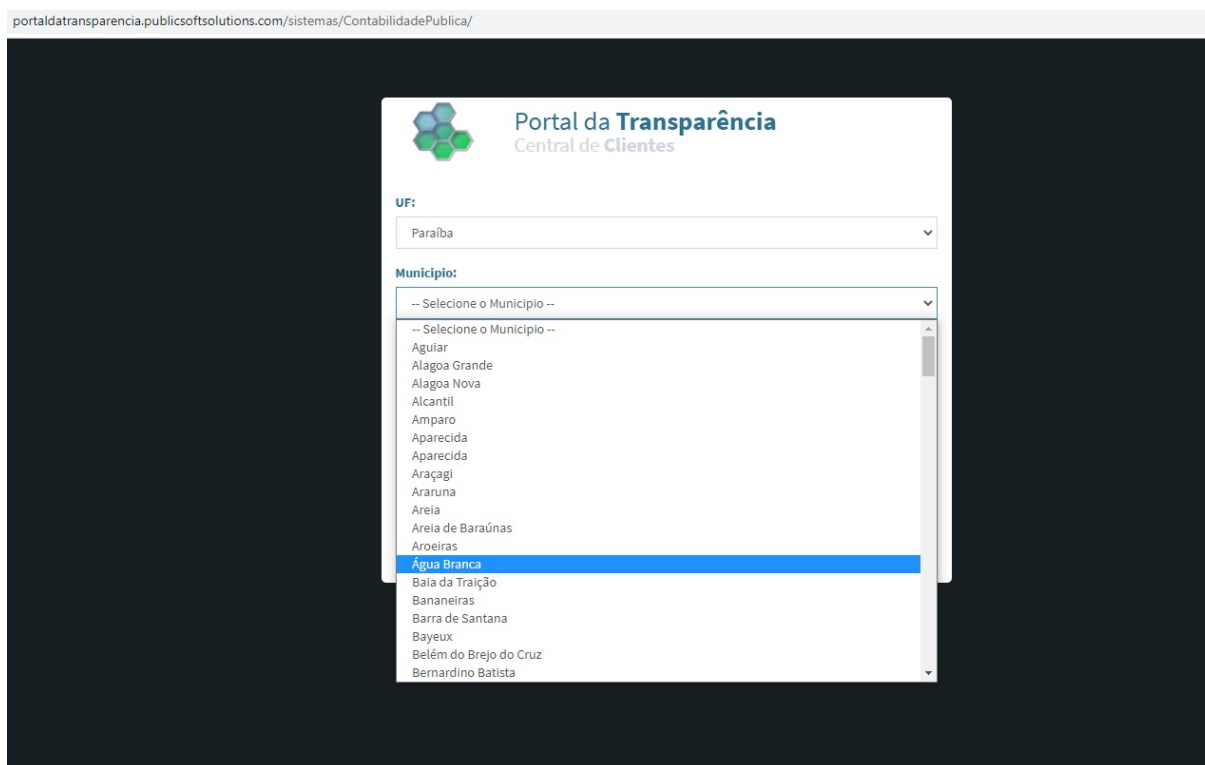 portaldatransparencia.publicsoftsolutions.com/sistemas/ContabilidadePublica/
Portal da Transparência
Central de Clientes
UF:
Paraíba
Municipio:
-- Selecione o Municipio --
-- Selecione o Municipio --
Aguiar
Alagoa Grande
Alagoa Nova
Alcantil
Amparo
Aparecida
Aparecida
Araçagi
Araruna
Areia
Areia de Baraúnas
Aroeiras
Água Branca
Baia da Traição
Bananeiras
Barra de Santana
Bayeux
Belém do Brejo do Cruz
Bernardino Batista